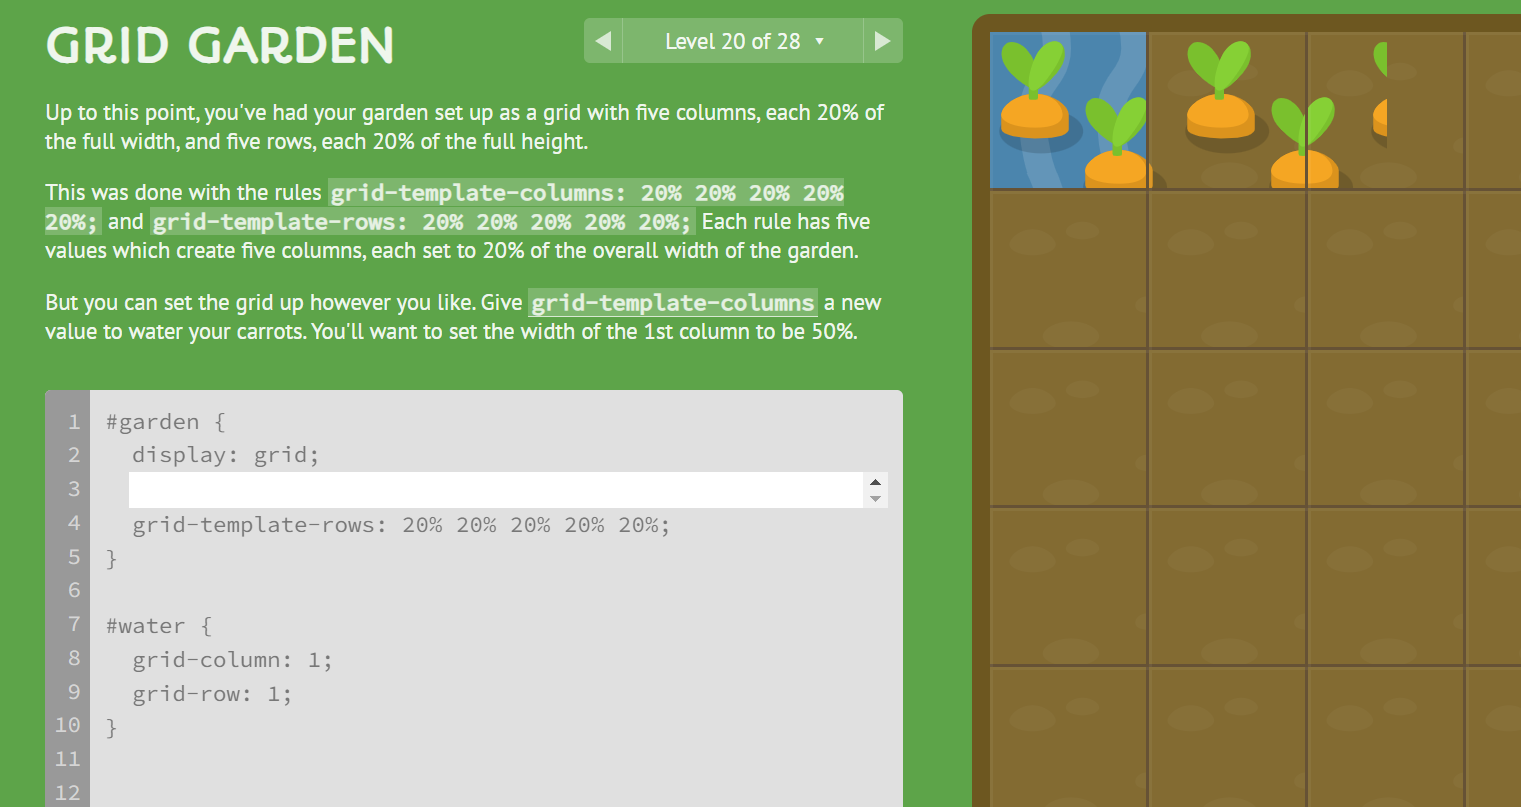 GRID GARDEN
Level 20 of 28
Up to this point, you've had your garden set up as a grid with five columns, each 20% of
the full width, and five rows, each 20% of the full height.
This was done with the rules grid-template-columns: 20% 20% 20% 20%
20%; and grid-template-rows: 20% 20% 20% 20% 20%; Each rule has five
values which create five columns, each set to 20% of the overall width of the garden.
But you can set the grid up however you like. Give grid-template-columns a new
value to water your carrots. You'll want to set the width of the 1st column to be 50%.
1 #garden {
2 display: grid;
3
4 grid-template-rows: 20% 20% 20% 20% 20%;
5 }
6
7 #water {
8 grid-column: 1;
9 grid-row: 1;
10 }
11
12